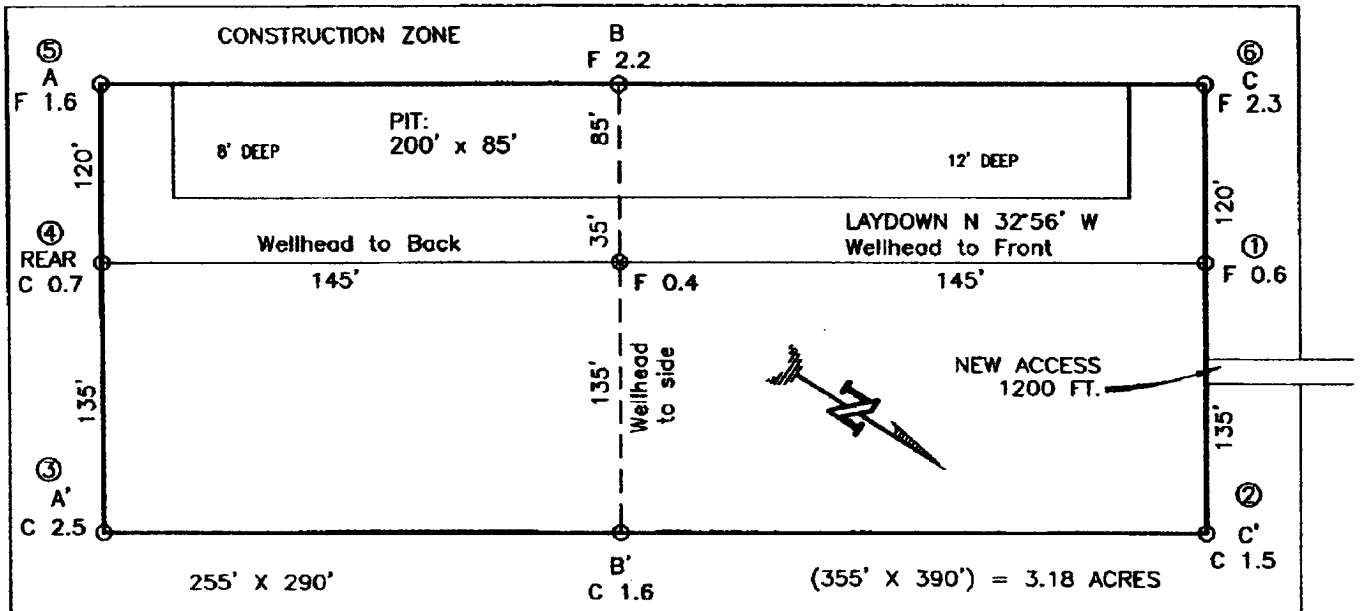 CONSTRUCTION ZONE
B
F 2.2
⑤
A
F 1.6
⑥
C
F 2.3
PIT:
200' x 85'
8' DEEP
12' DEEP
85'
120'
120'
35'
④
REAR
C 0.7
Wellhead to Back
145'
F 0.4
LAYDOWN N 32°56' W
Wellhead to Front
145'
①
F 0.6
135'
135'
Wellhead
to side
N
NEW ACCESS
1200 FT.
135'
③
A'
C 2.5
②
C'
C 1.5
255' X 290'
B'
C 1.6
(355' X 390') = 3.18 ACRES